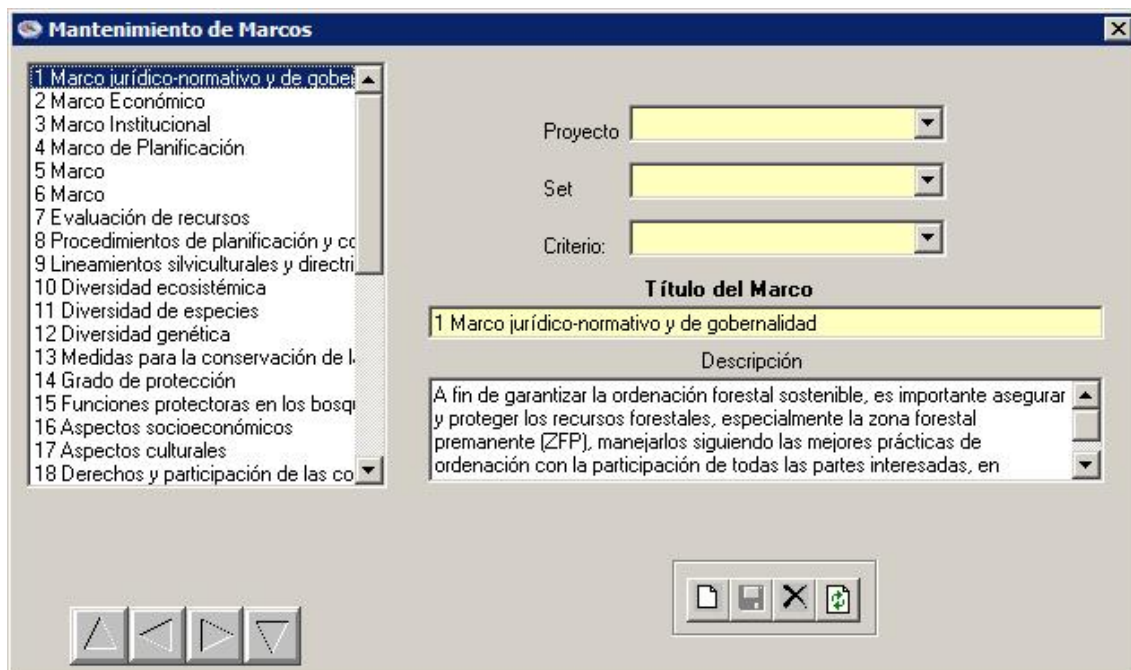 Mantenimiento de Marcos
1 Marco jurídico-normativo y de gober
2 Marco Económico
3 Marco Institucional
4 Marco de Planificación
5 Marco
6 Marco
7 Evaluación de recursos
8 Procedimientos de planificación y co
9 Lineamientos silviculturales y directri
10 Diversidad ecosistémica
11 Diversidad de especies
12 Diversidad genética
13 Medidas para la conservación de l
14 Grado de protección
15 Funciones protectoras en los bosqu
16 Aspectos socioeconómicos
17 Aspectos culturales
18 Derechos y participación de las co
Proyecto
Set
Criterio:
Título del Marco
1 Marco jurídico-normativo y de gobernalidad
Descripción
A fin de garantizar la ordenación forestal sostenible, es importante asegurar
y proteger los recursos forestales, especialmente la zona forestal
premanente (ZFP), manejarlos siguiendo las mejores prácticas de
ordenación con la participación de todas las partes interesadas, en